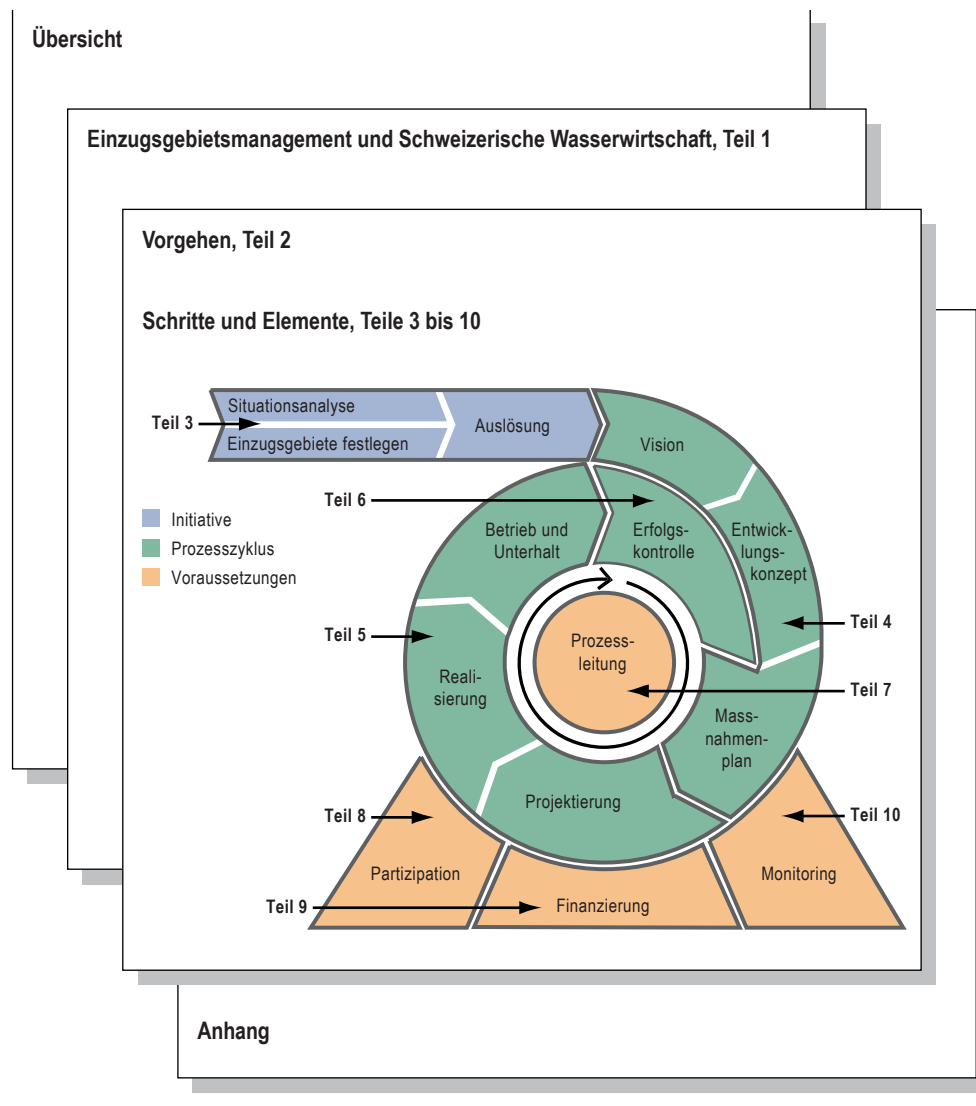 Übersicht
Einzugsgebietsmanagement und Schweizerische Wasserwirtschaft, Teil 1
Vorgehen, Teil 2
Schritte und Elemente, Teile 3 bis 10
Situationsanalyse
Teil 3
Einzugsgebiete festlegen
Auslösung
Vision
Teil 6
Initiative
Prozesszyklus
Voraussetzungen
Betrieb und
Unterhalt
Erfolgs-
kontrolle
Entwick-
lungs-
konzept
Teil 4
Teil 5
Prozess-
leitung
Teil 7
Reali-
sierung
Mass-
nahmen-
plan
Projektierung
Teil 8
Teil 10
Partizipation
Monitoring
Teil 9
Finanzierung
Anhang